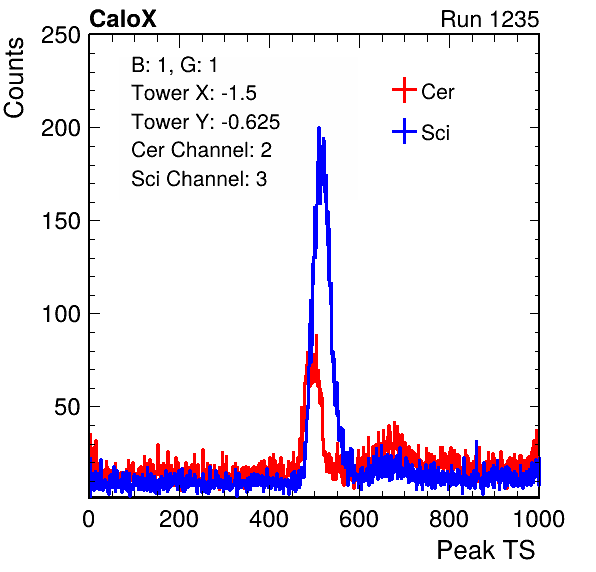 CaloX Run 1235
Counts
250
200
150
100
50
B: 1, G: 1
Tower X: -1.5
Tower Y: -0.625
Cer Channel: 2
Sci Channel: 3
Cer
Sci
0 200 400 600 800 1000
Peak TS